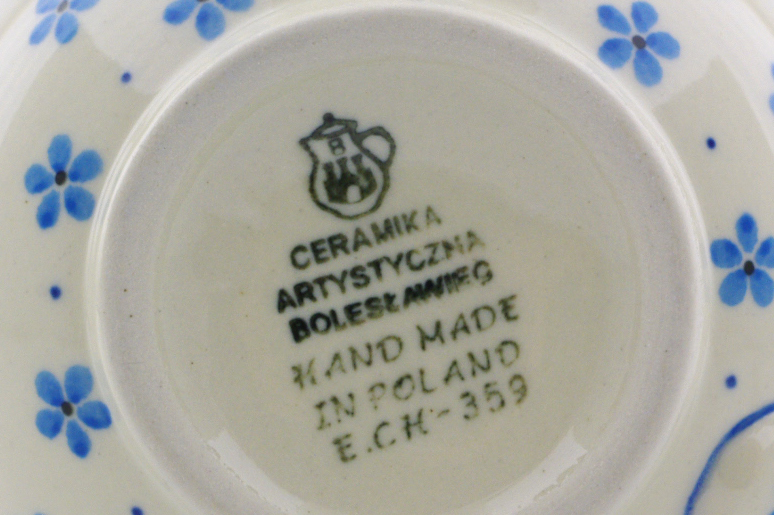 B
CERAMIKA
ARTYSTYCZNA
BOLESŁAWIEC
HAND MADE
IN POLAND
E.CH-359